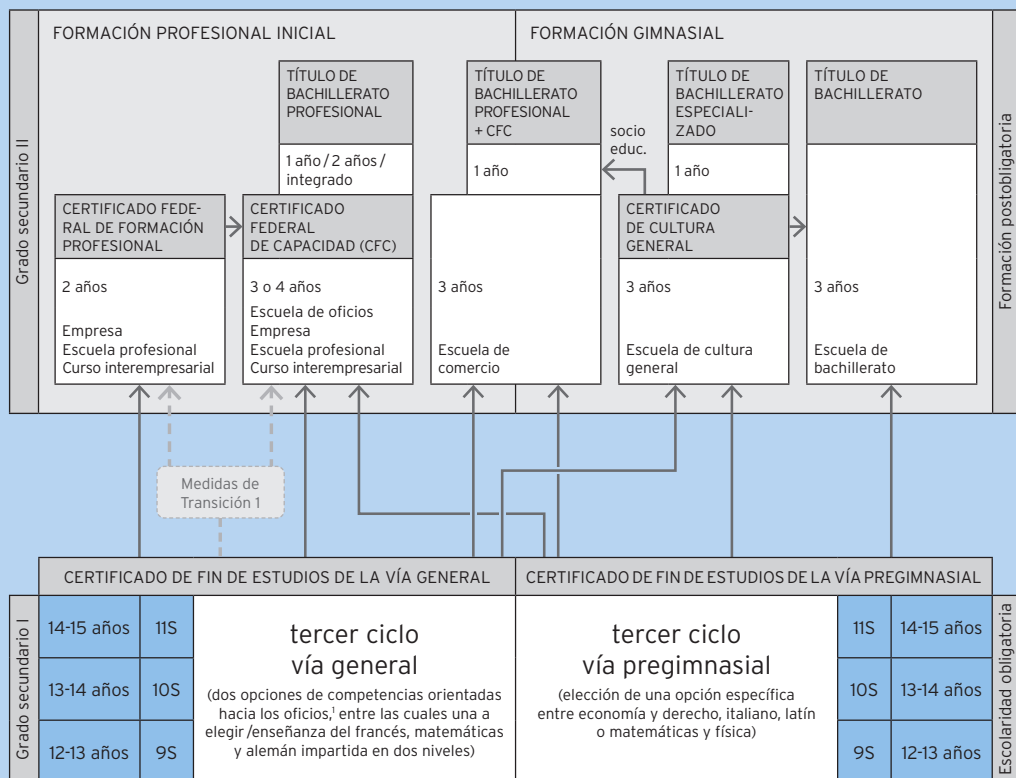 Grado secundario II
FORMACIÓN PROFESIONAL INICIAL
FORMACIÓN GIMNASIAL
Formación postobligatoria
TÍTULO DE
BACHILLERATO
PROFESIONAL
1 año / 2 años /
integrado
TÍTULO DE
BACHILLERATO
PROFESIONAL
+ CFC
1 año
socio
educ.
TÍTULO DE
BACHILLERATO
ESPECIALI-
ZADO
1 año
TÍTULO DE
BACHILLERATO
CERTIFICADO FEDE-
RAL DE FORMACIÓN
PROFESIONAL
2 años
Empresa
Escuela profesional
Curso interempresarial
CERTIFICADO
FEDERAL
DE CAPACIDAD (CFC)
3 o 4 años
Escuela de oficios
Empresa
Escuela profesional
Curso interempresarial
3 años
Escuela de
comercio
CERTIFICADO
DE CULTURA
GENERAL
3 años
Escuela de cultura
general
3 años
Escuela de
bachillerato
Medidas de
Transición 1
CERTIFICADO DE FIN DE ESTUDIOS DE LA VÍA GENERAL
CERTIFICADO DE FIN DE ESTUDIOS DE LA VÍA PREGIMNASIAL
Grado secundario I
14-15 años 11S
13-14 años 10S
12-13 años 9S
tercer ciclo
vía general
(dos opciones de competencias orientadas
hacia los oficios,¹ entre las cuales una a
elegir/enseñanza del francés, matemáticas
y alemán impartida en dos niveles)
tercer ciclo
vía pregimnasial
(elección de una opción específica
entre economía y derecho, italiano, latín
o matemáticas y física)
11S 14-15 años
10S 13-14 años
9S 12-13 años
Escolaridad obligatoria